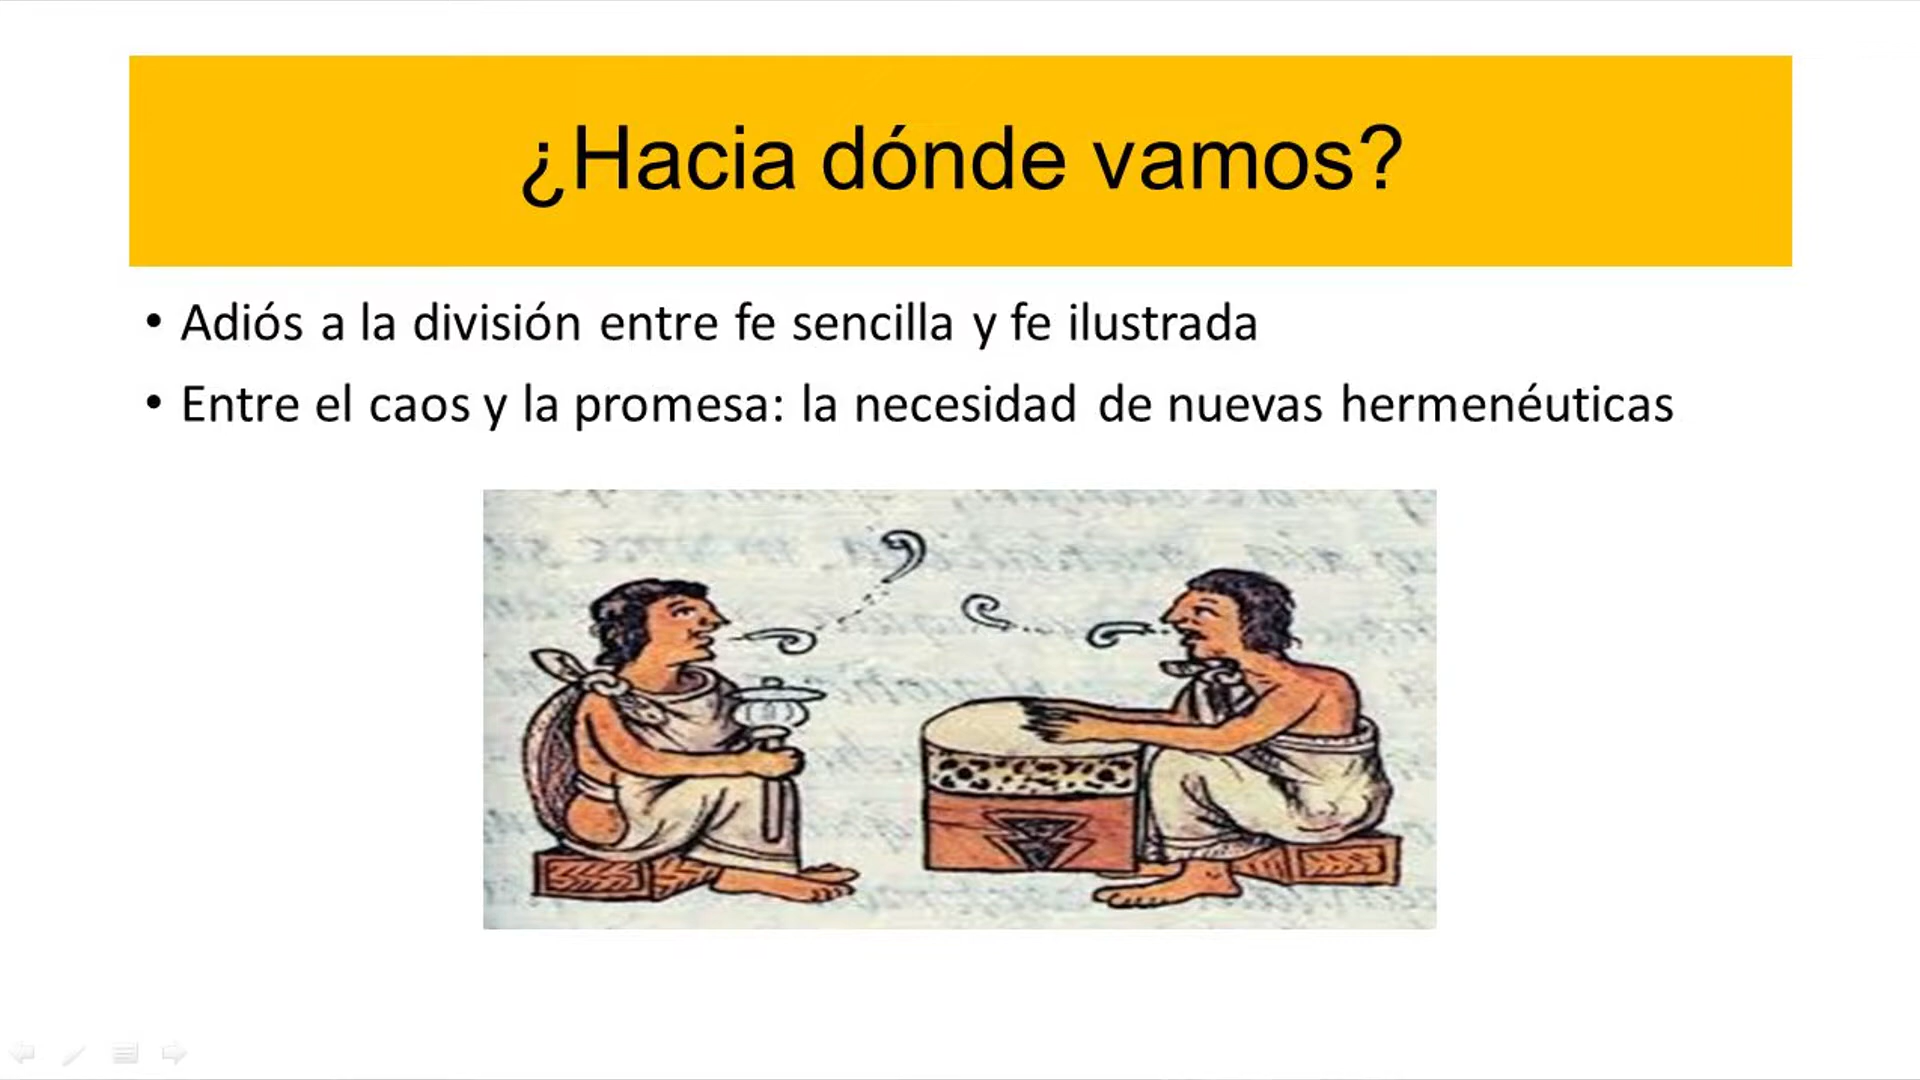 ¿Hacia dónde vamos?
• Adiós a la división entre fe sencilla y fe ilustrada
• Entre el caos y la promesa: la necesidad de nuevas hermenéuticas